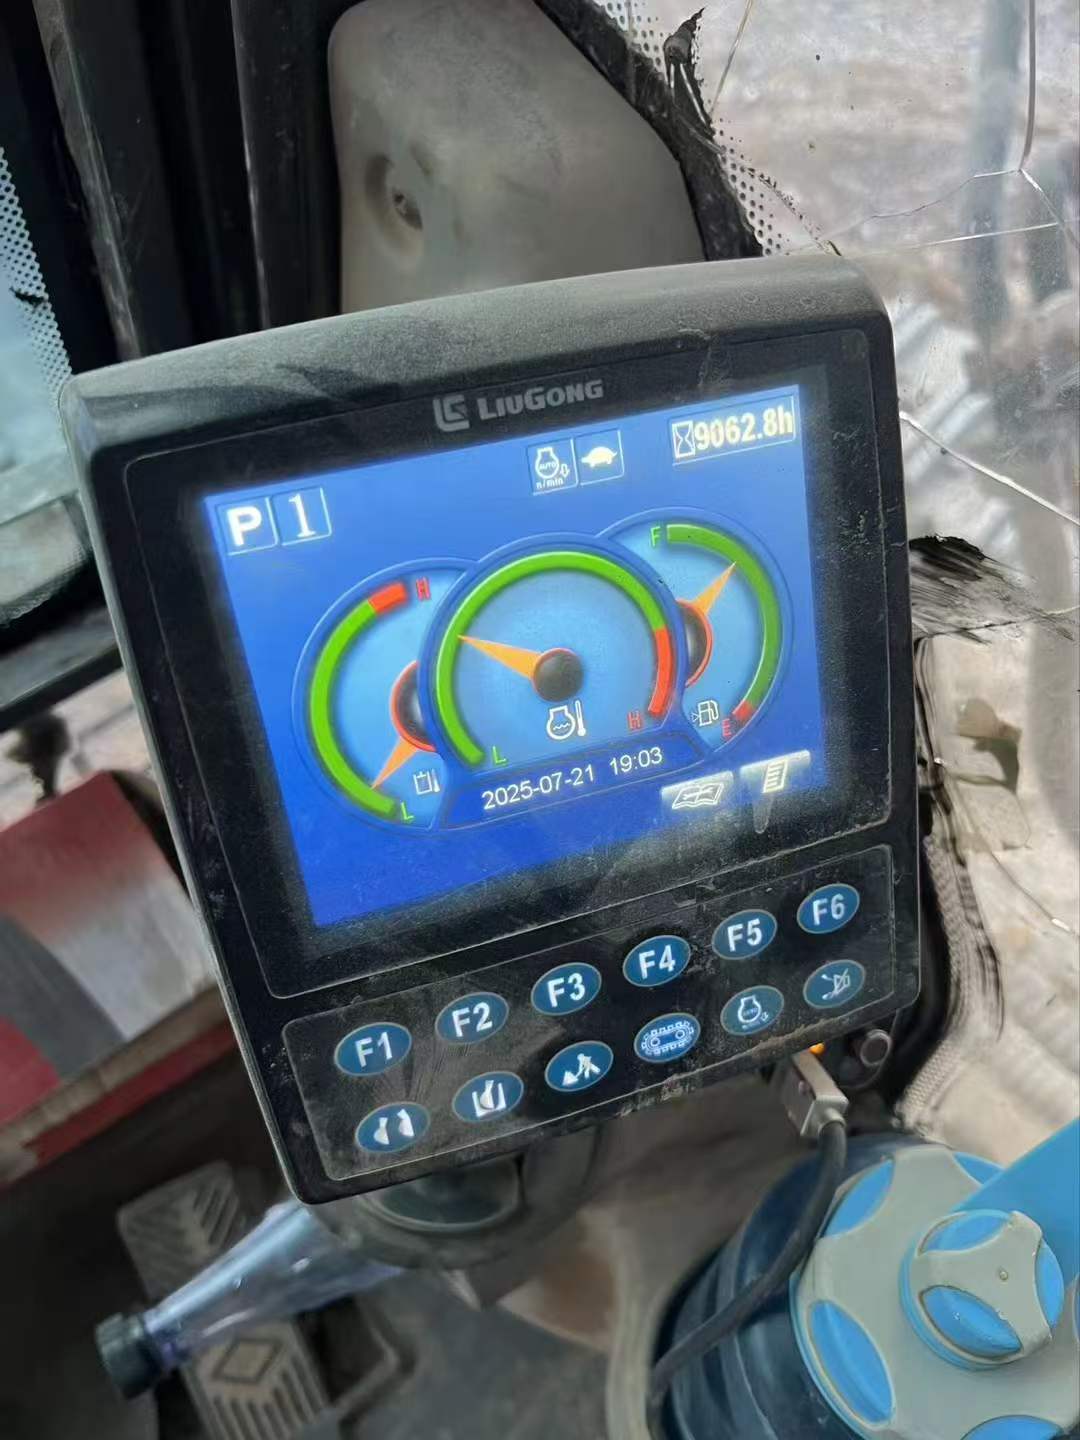 LIUGONG
9062.8h
AUTO
n/min
P 1
H
F
H
E
L
L
2025-07-21 19:03
F1 F2 F3 F4 F5 F6